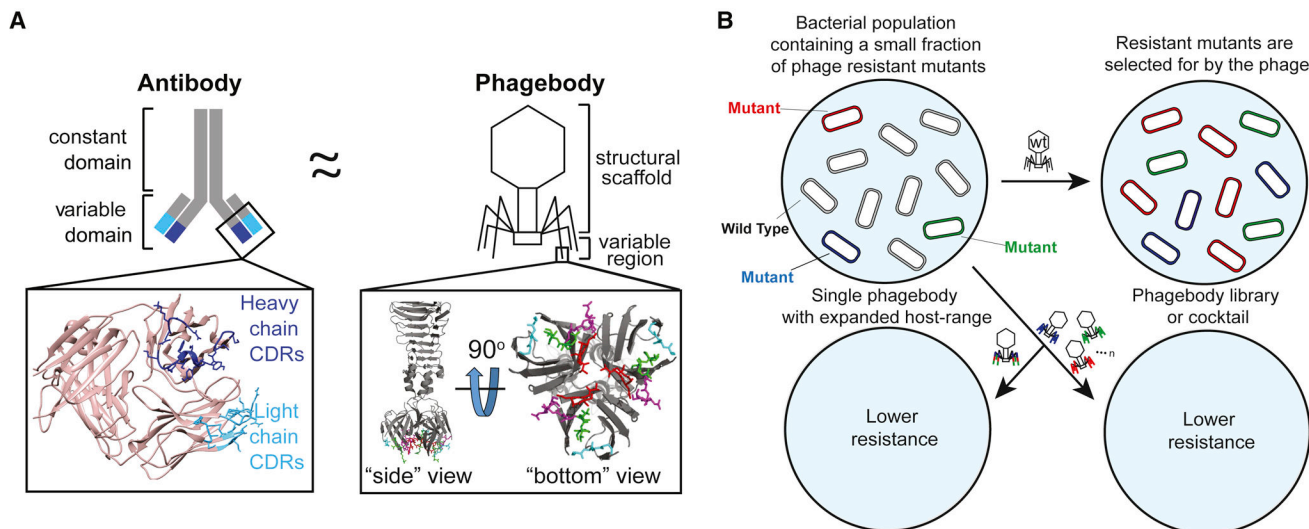 A
Antibody
constant
domain
variable
domain
≈
Phagebody
structural
scaffold
variable
region
Heavy
chain
CDRs
Light
chain
CDRs
90°
"side" view
"bottom" view
B
Bacterial population
containing a small fraction
of phage resistant mutants
Mutant
Wild Type
Mutant
Mutant
wt
Resistant mutants are
selected for by the phage
Single phagebody
with expanded host-range
Phagebody library
or cocktail
n
Lower
resistance
Lower
resistance